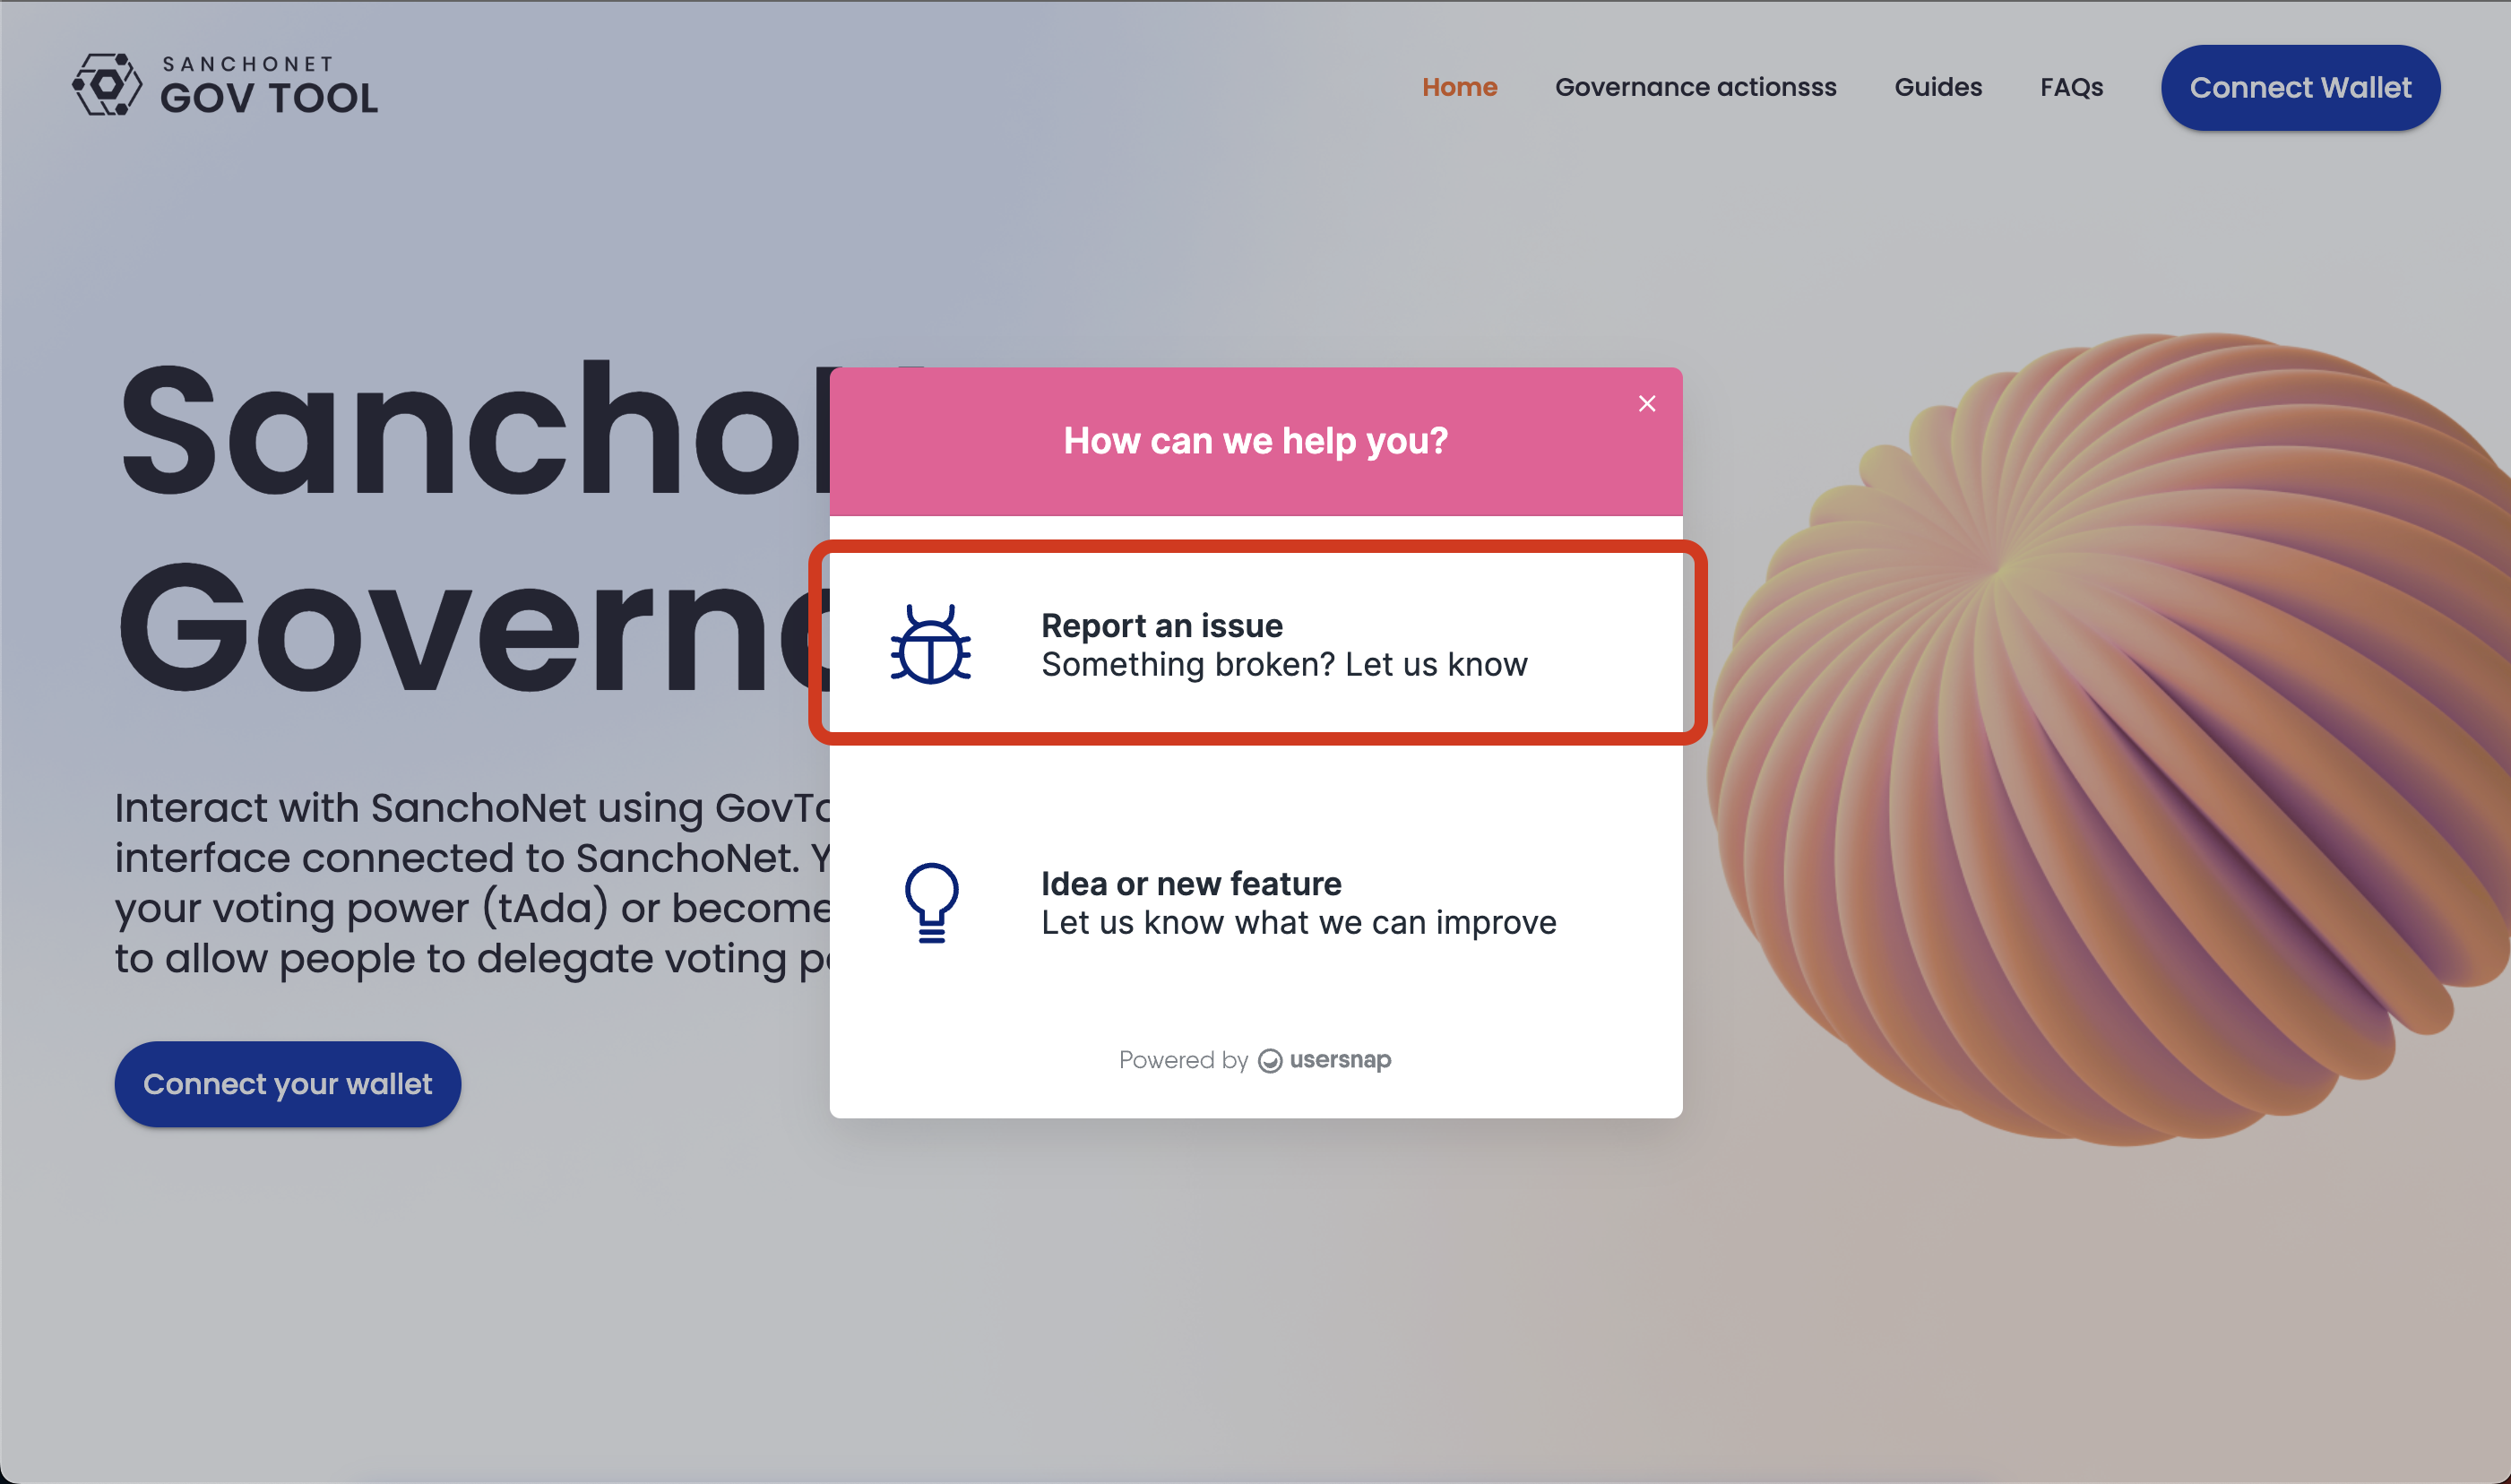 SANCHONET
GOV TOOL
Home
Governance actionsss
Guides
FAQs
Connect Wallet
Sancho
Govern
How can we help you?
Report an issue
Something broken? Let us know
Idea or new feature
Let us know what we can improve
Powered by usersnap
Interact with SanchoNet using
interface connected to SanchoNet.
your voting power (tAda) or become
to allow people to delegate voting
Connect your wallet